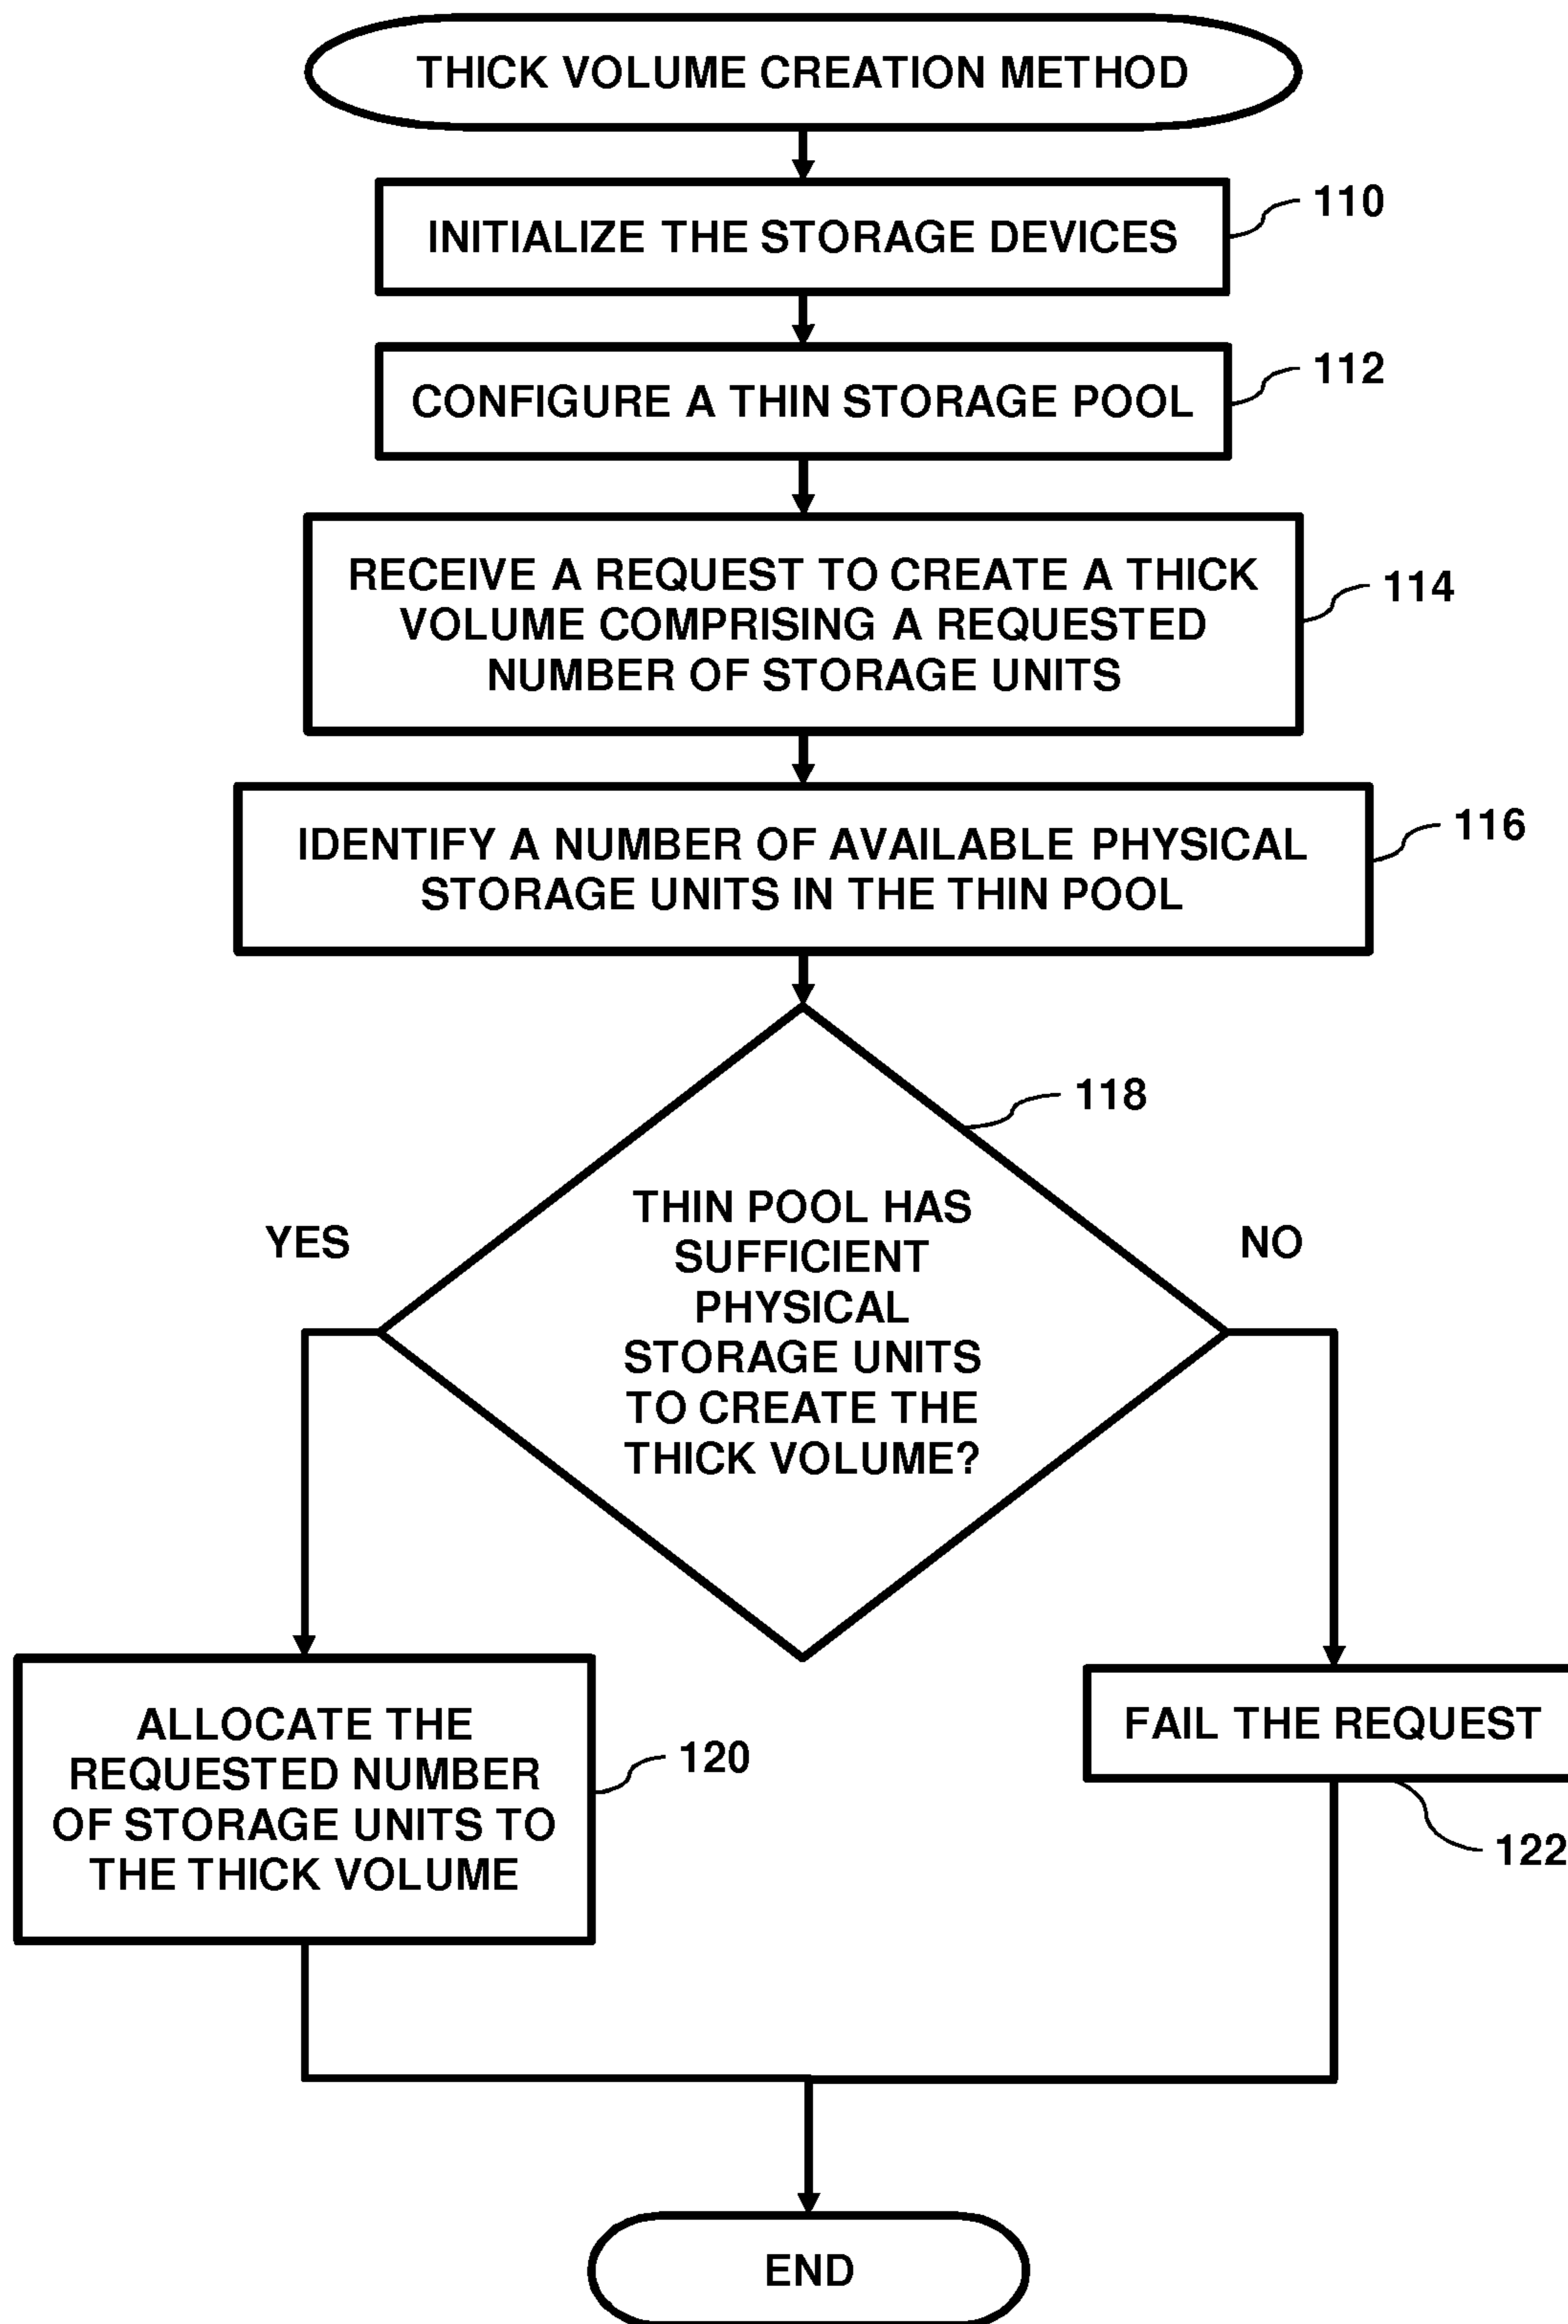 THICK VOLUME CREATION METHOD
INITIALIZE THE STORAGE DEVICES
110
CONFIGURE A THIN STORAGE POOL
112
RECEIVE A REQUEST TO CREATE A THICK
VOLUME COMPRISING A REQUESTED
NUMBER OF STORAGE UNITS
114
IDENTIFY A NUMBER OF AVAILABLE PHYSICAL
STORAGE UNITS IN THE THIN POOL
116
118
THIN POOL HAS
SUFFICIENT
PHYSICAL
STORAGE UNITS
TO CREATE THE
THICK VOLUME?
YES
NO
ALLOCATE THE
REQUESTED NUMBER
OF STORAGE UNITS TO
THE THICK VOLUME
120
FAIL THE REQUEST
122
END